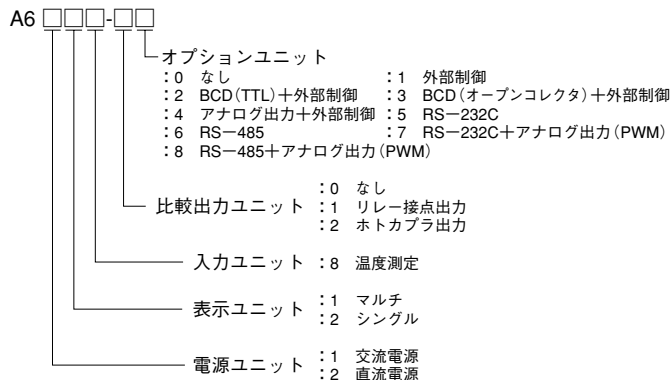 A6 □□□-□□
オプションユニット
：0 なし ：1 外部制御
：2 BCD(TTL)＋外部制御 ：3 BCD(オープンコレクタ)＋外部制御
：4 アナログ出力＋外部制御 ：5 RS－232C
：6 RS－485 ：7 RS－232C＋アナログ出力(PWM)
：8 RS－485＋アナログ出力(PWM)
比較出力ユニット ：0 なし
：1 リレー接点出力
：2 ホトカプラ出力
入力ユニット ：8 温度測定
表示ユニット ：1 マルチ
：2 シングル
電源ユニット ：1 交流電源
：2 直流電源